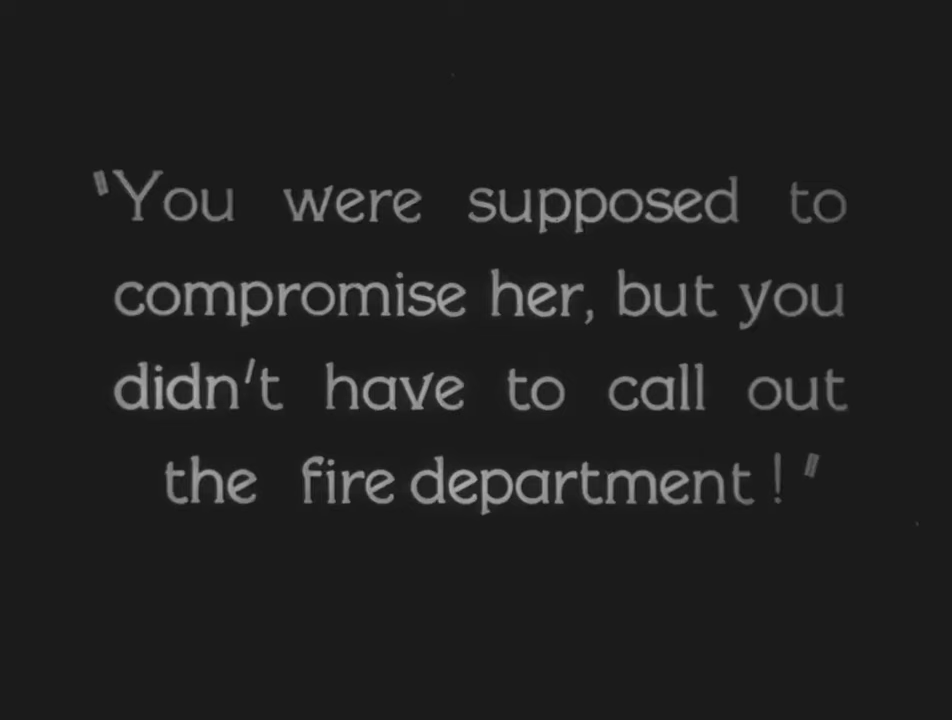 "You were supposed to
compromise her, but you
didn't have to call out
the fire department!"